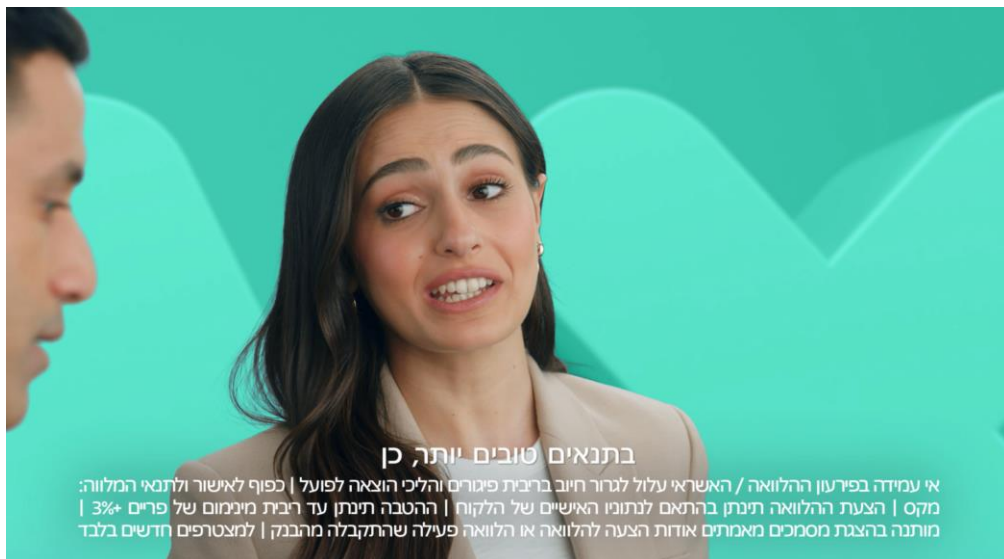 בתנאים טובים יותר, כן
אי עמידה בפירעון ההלוואה / האשראי עלול לגרור חיוב בריבית פיגורים והליכי הוצאה לפועל | כפוף לאישור ולתנאי המלווה:
מקס | הצעת ההלוואה תינתן בהתאם לנתוניו האישיים של הלקוח | ההטבה תינתן עד ריבית מינימום של פריים +3% |
מותנה בהצגת מסמכים מאמתים אודות הצעה להלוואה או הלוואה פעילה שהתקבלה מהבנק | למצטרפים חדשים בלבד